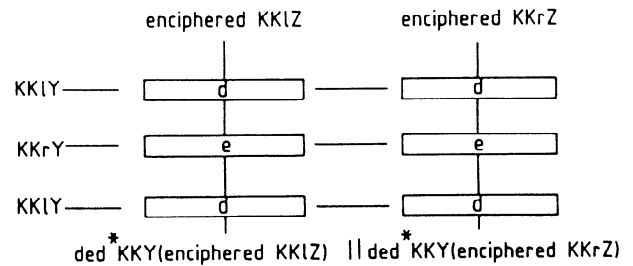 enciphered KKlZ enciphered KKrZ
KKlY d d
KKrY e e
KKlY d d
ded*KKY(enciphered KKlZ) || ded*KKY(enciphered KKrZ)